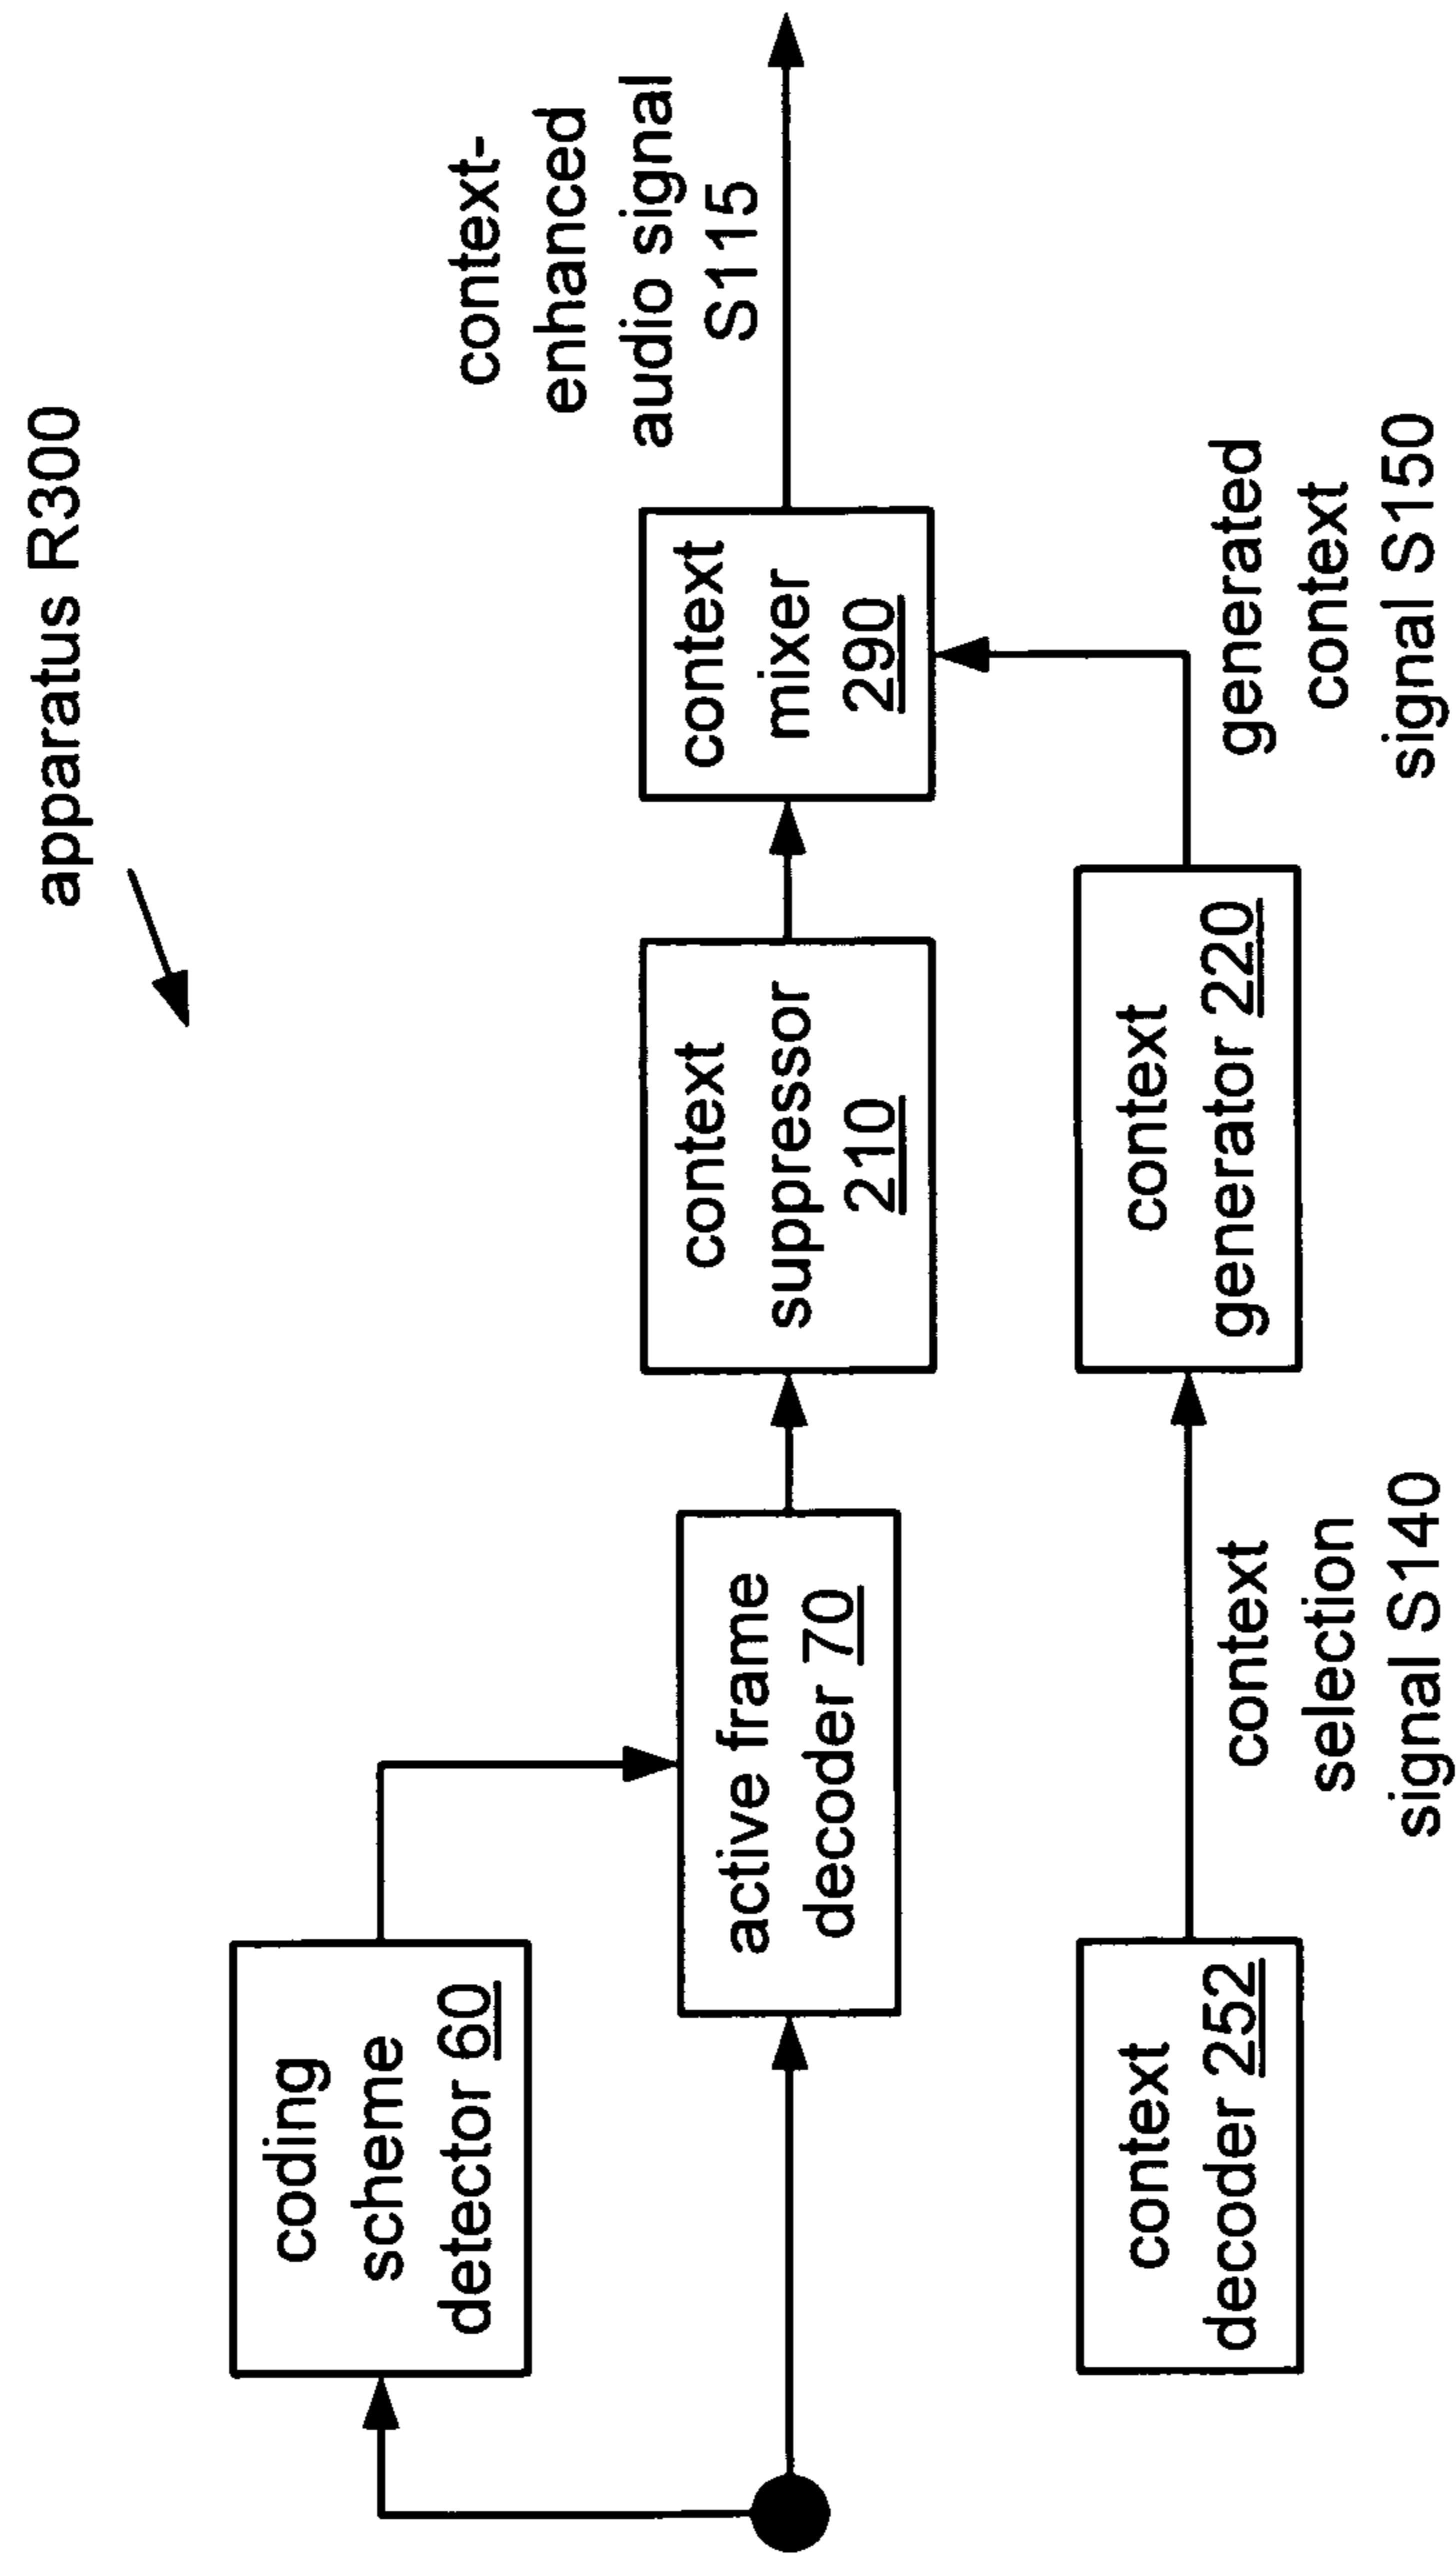 apparatus R300
coding
scheme
detector 60
active frame
decoder 70
context
suppressor
210
context
mixer
290
context-
enhanced
audio signal
S115
context
decoder 252
context
selection
signal S140
context
generator 220
generated
context
signal S150